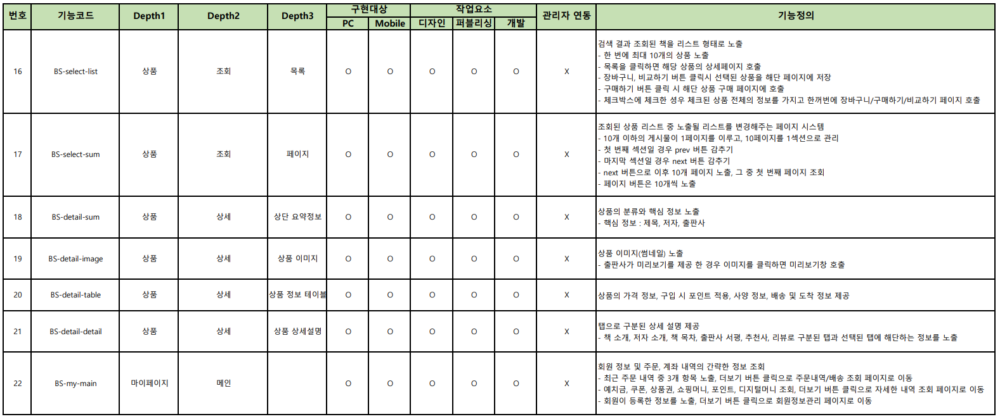 번호 기능코드 Depth1 Depth2 Depth3 구현대상 작업요소 관리자 연동 기능정의
PC Mobile 디자인 퍼블리싱 개발
16 BS-select-list 상품 조회 목록 O O O O O X
검색 결과 조회된 책을 리스트 형태로 노출
- 한 번에 최대 10개의 상품 노출
- 목록을 클릭하면 해당 상품의 상세페이지 호출
- 장바구니, 비교하기 버튼 클릭시 선택된 상품을 해단 페이지에 저장
- 구매하기 버튼 클릭 시 해단 상품 구매 페이지에 호출
- 체크박스에 체크한 셩우 체크된 상품 전체의 정보를 가지고 한꺼번에 장바구니/구매하기/비교하기 페이지 호출
17 BS-select-sum 상품 조회 페이지 O O O O O X
조회된 상품 리스트 중 노출될 리스트를 변경해주는 페이지 시스템
- 10개 이하의 게시물이 1페이지를 이루고, 10페이지를 1섹션으로 관리
- 첫 번째 섹션일 경우 prev 버튼 감추기
- 마지막 섹션일 경우 next 버튼 감추기
- next 버튼으로 이후 10개 페이지 노출, 그 중 첫 번째 페이지 조회
- 페이지 버튼은 10개씩 노출
18 BS-detail-sum 상품 상세 상단 요약정보 O O O O O X
상품의 분류와 핵심 정보 노출
- 핵심 정보 : 제목, 저자, 출판사
19 BS-detail-image 상품 상세 상품 이미지 O O O O O X
상품 이미지(썸네일) 노출
- 출판사가 미리보기를 제공 한 경우 이미지를 클릭하면 미리보기창 호출
20 BS-detail-table 상품 상세 상품 정보 테이블 O O O O O X
상품의 가격 정보, 구입 시 포인트 적용, 사양 정보, 배송 및 도착 정보 제공
21 BS-detail-detail 상품 상세 상품 상세설명 O O O O O X
탭으로 구분된 상세 설명 제공
- 책 소개, 저자 소개, 책 목차, 출판사 서평, 추천사, 리뷰로 구분된 탭과 선택된 탭에 해단하는 정보를 노출
22 BS-my-main 마이페이지 메인 O O O O O X
회원 정보 및 주문, 계좌 내역의 간략한 정보 조회
- 최근 주문 내역 중 3개 항목 노출, 더보기 버튼 클릭으로 주문내역/배송 조회 페이지로 이동
- 예치금, 쿠폰, 상품권, 쇼핑머니, 포인트, 디지털머니 조회, 더보기 버튼 클릭으로 자세한 내역 조회 페이지로 이동
- 회원이 등록한 정보를 노출, 더보기 버튼 클릭으로 회원정보관리 페이지로 이동